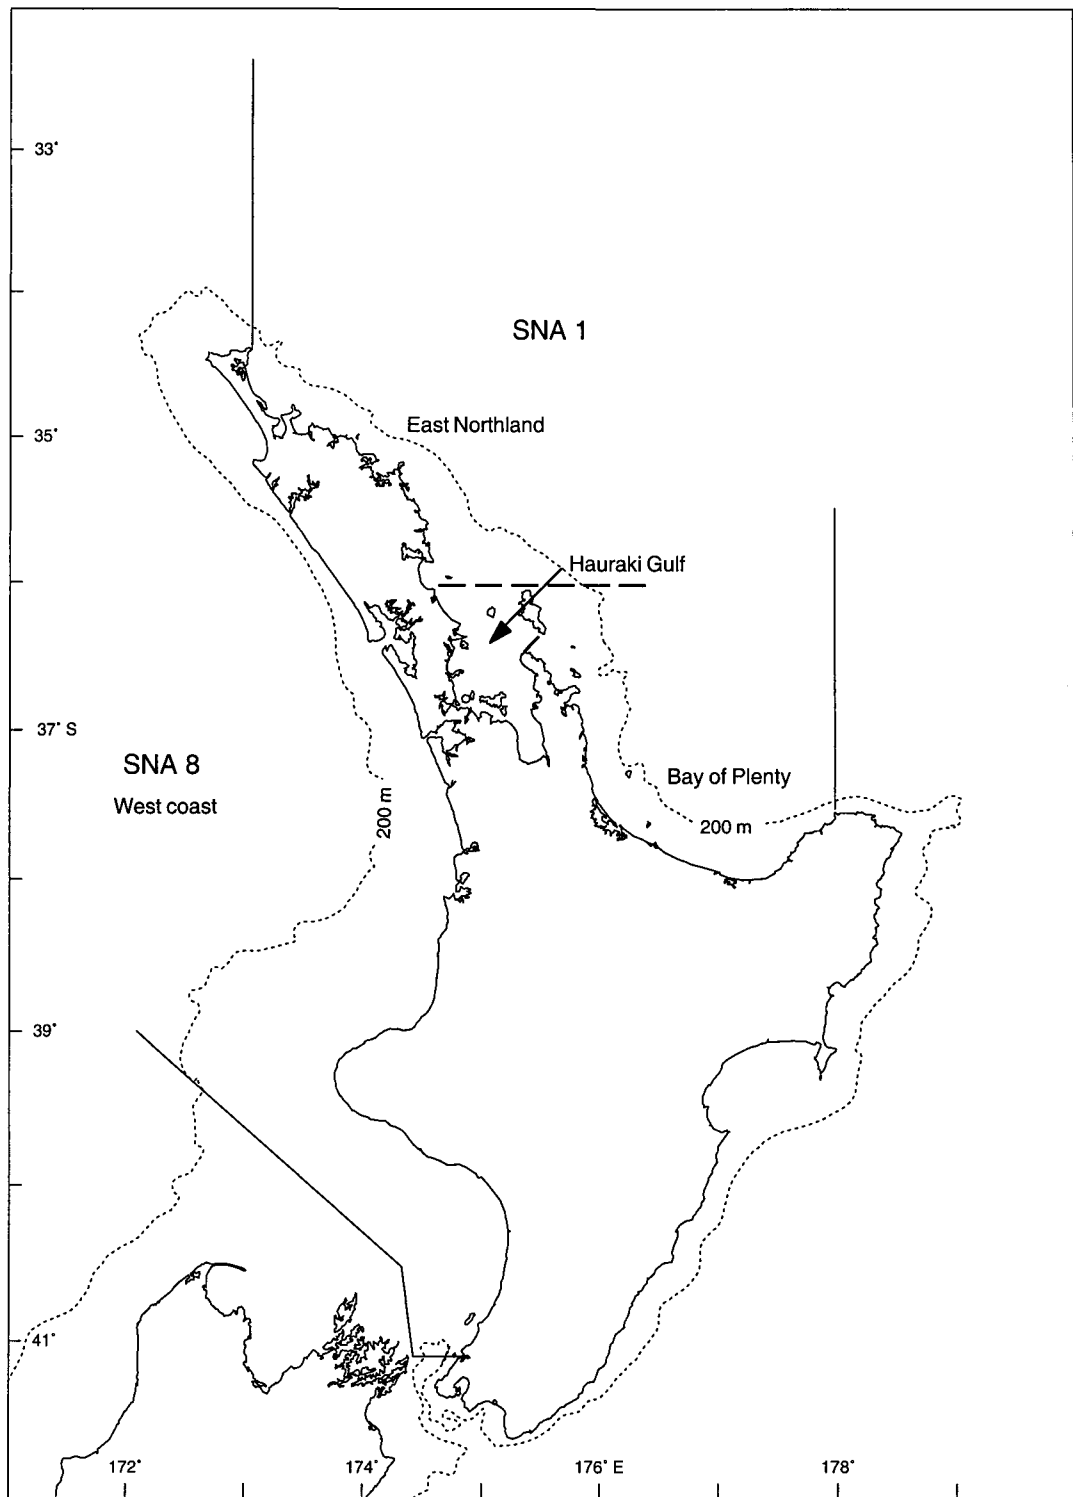 33°
SNA 1
East Northland
35°
Hauraki Gulf
37° S
SNA 8
West coast
200 m
Bay of Plenty
200 m
39°
41°
172°
174°
176° E
178°